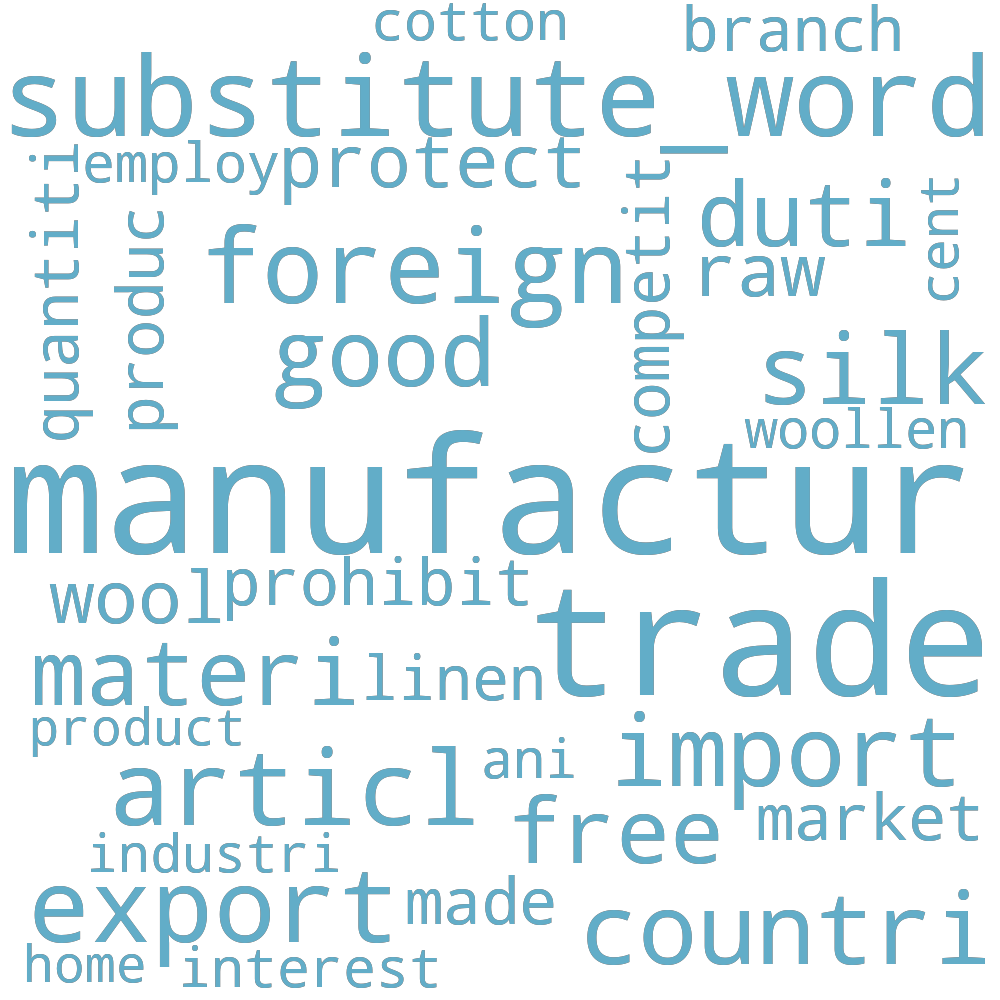 cotton
branch
substitute_word
quantiti
employ
protect
produc
foreign
competit
duti
cent
raw
good
silk
woollen
manufactur
wool
prohibit
trade
materi
linen
product
import
articl
ani
free
market
industri
export
made
countri
home
interest